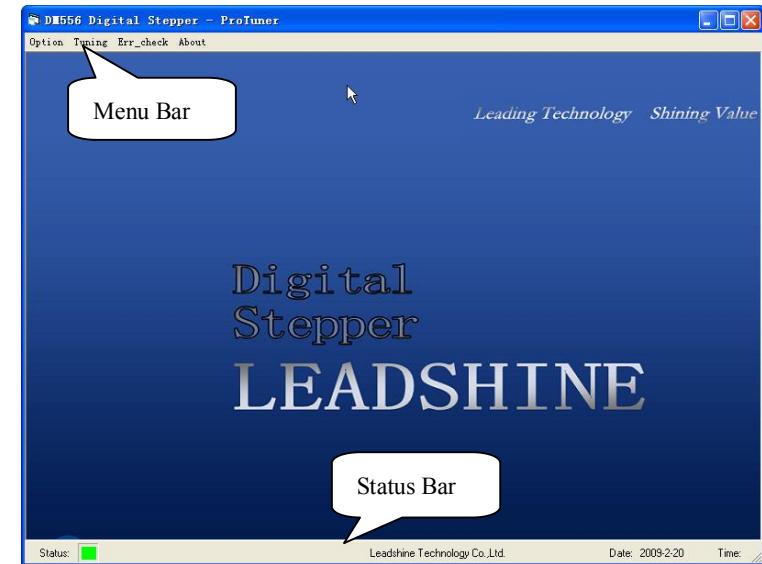 DM556 Digital Stepper - ProTuner
Option Tuning Err_check About
Menu Bar
Leading Technology Shining Value
Digital
Stepper
LEADSHINE
Status Bar
Status: Leadshine Technology Co.,Ltd. Date: 2009-2-20 Time: